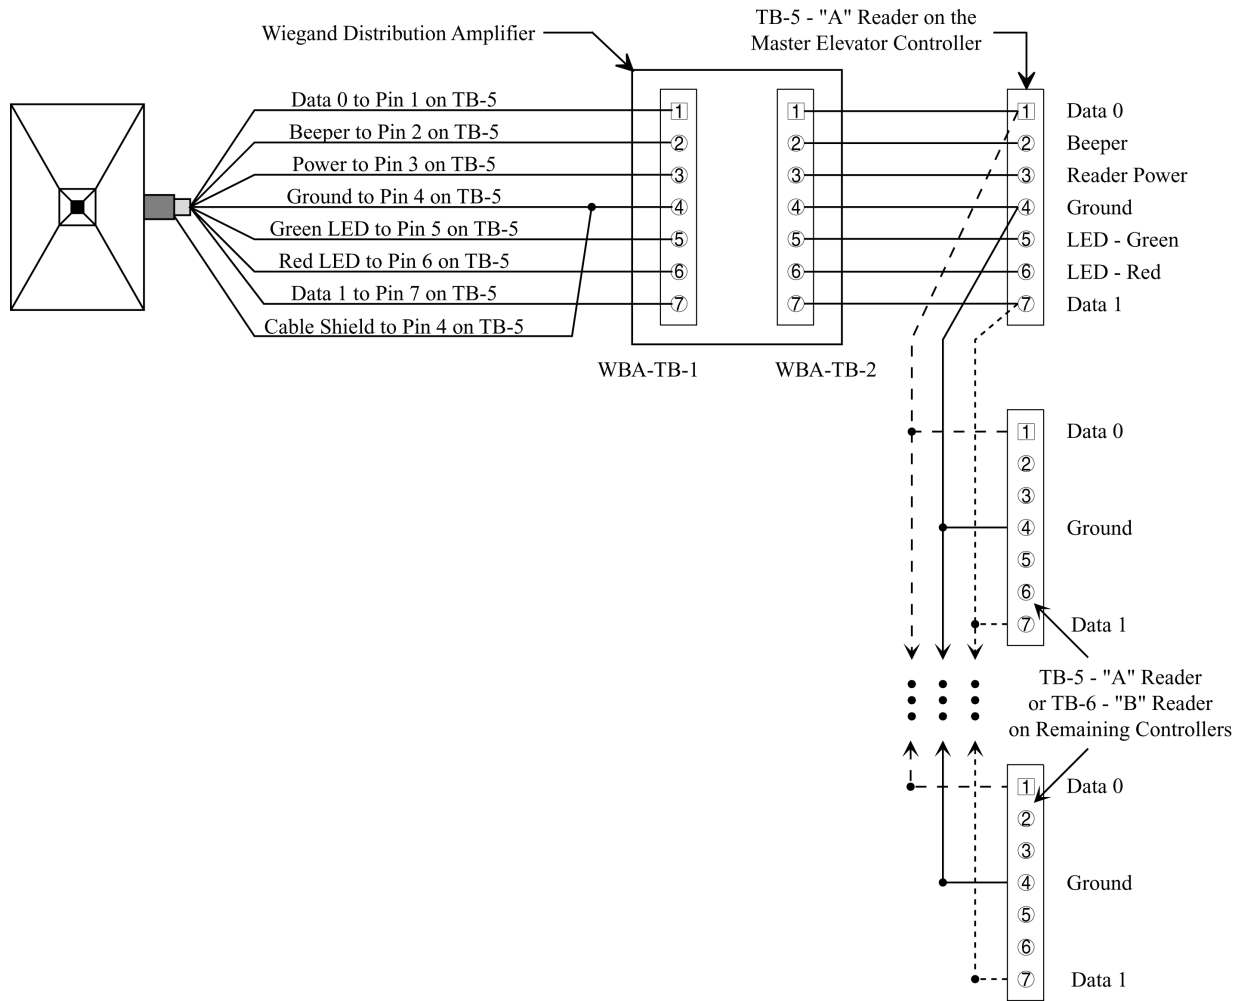 Wiegand Distribution Amplifier
TB-5 - "A" Reader on the
Master Elevator Controller
Data 0 to Pin 1 on TB-5
Beeper to Pin 2 on TB-5
Power to Pin 3 on TB-5
Ground to Pin 4 on TB-5
Green LED to Pin 5 on TB-5
Red LED to Pin 6 on TB-5
Data 1 to Pin 7 on TB-5
Cable Shield to Pin 4 on TB-5
1
2
3
4
5
6
7
WBA-TB-1
1
2
3
4
5
6
7
WBA-TB-2
1 Data 0
2 Beeper
3 Reader Power
4 Ground
5 LED - Green
6 LED - Red
7 Data 1
1 Data 0
2
3
4 Ground
5
6
7 Data 1
TB-5 - "A" Reader
or TB-6 - "B" Reader
on Remaining Controllers
1 Data 0
2
3
4 Ground
5
6
7 Data 1